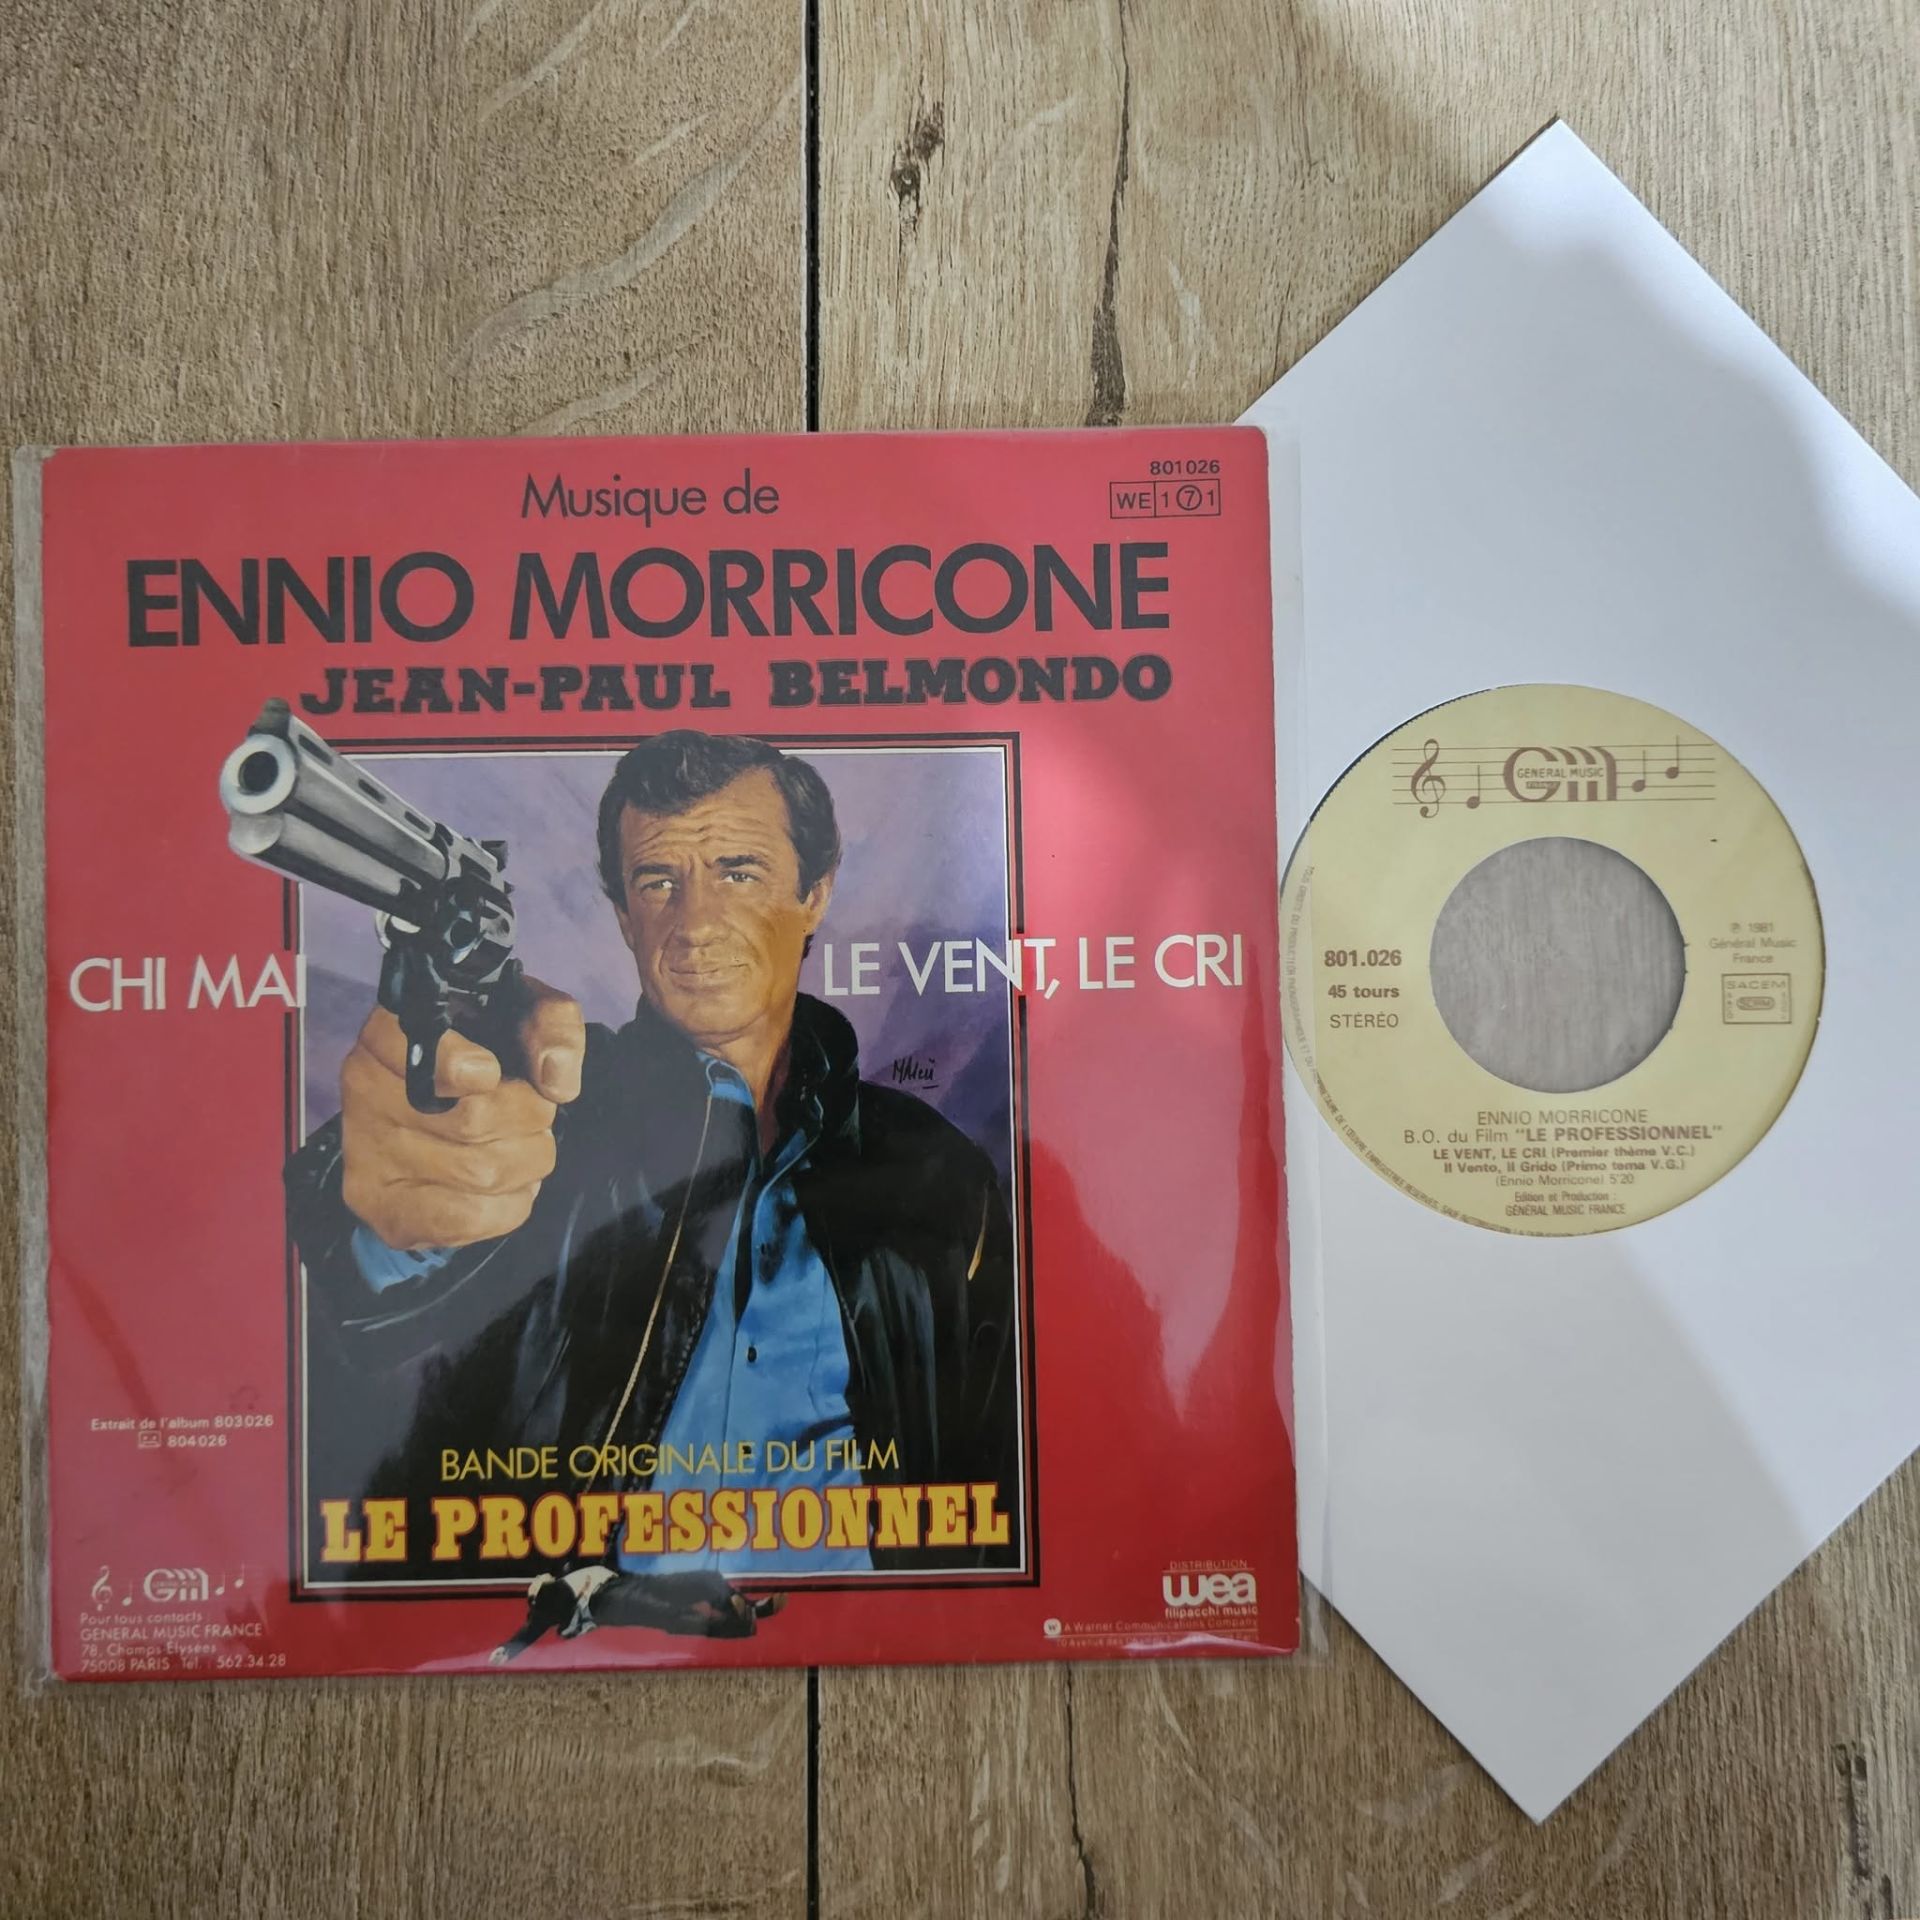 801026
WE 1 7 1
Musique de
ENNIO MORRICONE
JEAN-PAUL BELMONDO
CHI MAI
LE VENT, LE CRI
Extrait de l'album 803026
804026
BANDE ORIGINALE DU FILM
LE PROFESSIONNEL
Gm
Pour tous contacts :
GENERAL MUSIC FRANCE
78, Champs Elysées
75008 PARIS Tel. : 562.34.28
DISTRIBUTION
wea
filipacchi music
A Warner Communications Company
GENERAL MUSIC
FRANCE
801.026
45 tours
STÉRÉO
℗ 1981
Général Music
France
SACEM
ENNIO MORRICONE
B.O. du Film "LE PROFESSIONNEL"
LE VENT, LE CRI (Premier thème V.C.)
Il Vento, Il Grido (Primo tema V.G.)
(Ennio Morricone) 5'20
Edition et Production :
GÉNÉRAL MUSIC FRANCE